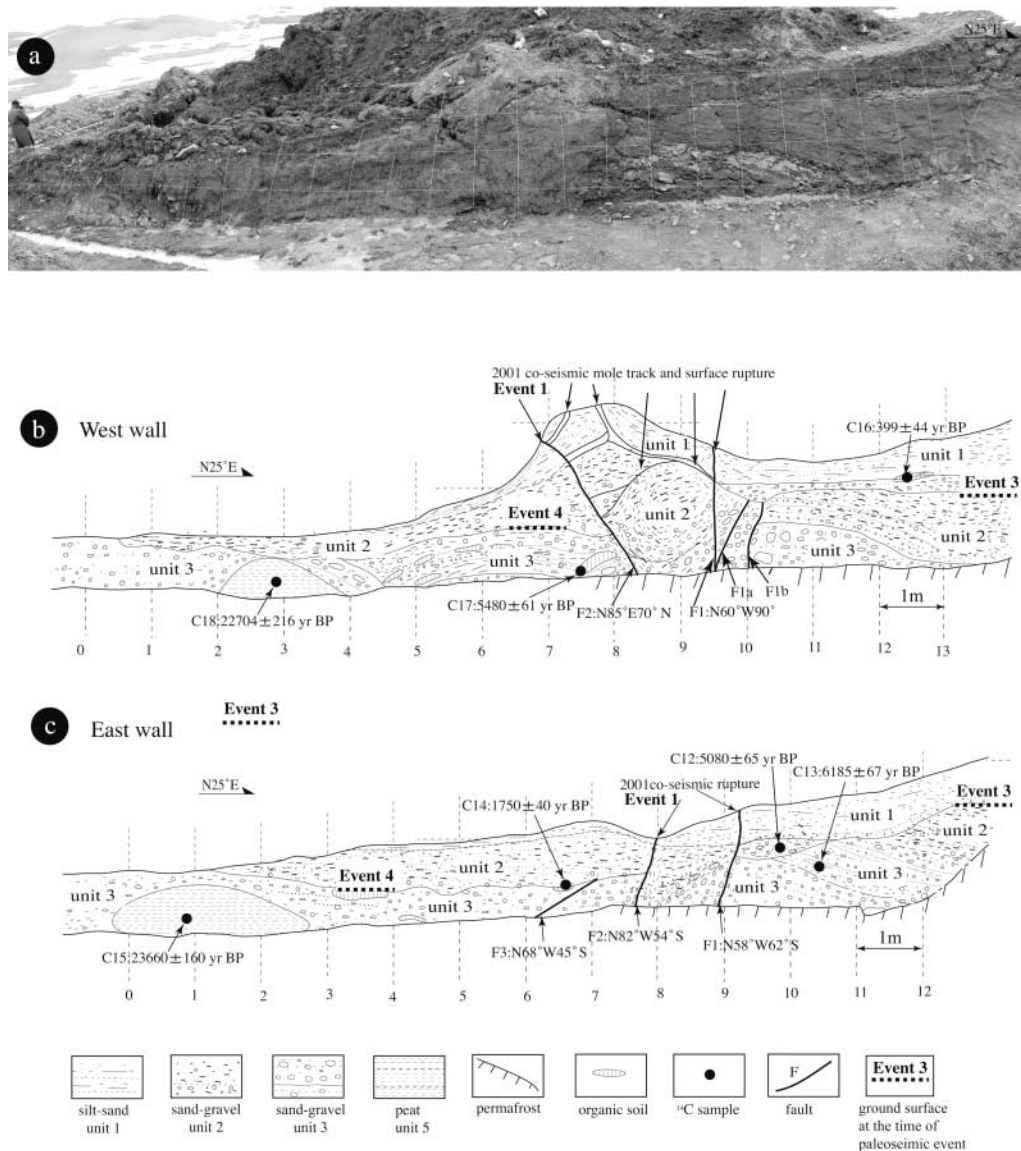 a
N25°E
2001 co-seismic mole track and surface rupture
Event 1
b West wall
C16:399±44 yr BP
unit 1
unit 1
N25°E
Event 3
Event 4
unit 2
unit 2
unit 2
unit 3
unit 3
unit 3
F1a F1b
C17:5480±61 yr BP
C18:22704±216 yr BP
F2:N85°E70° N
F1:N60°W90°
1m
0 1 2 3 4 5 6 7 8 9 10 11 12 13
Event 3
c East wall
C12:5080±65 yr BP
C13:6185±67 yr BP
2001co-seismic rupture
N25°E
Event 1
C14:1750±40 yr BP
Event 3
unit 1
unit 2
unit 2
unit 3
Event 4
unit 3
unit 3
F2:N82°W54°S
F1:N58°W62°S
F3:N68°W45°S
1m
C15:23660±160 yr BP
0 1 2 3 4 5 6 7 8 9 10 11 12
F
Event 3
silt-sand
unit 1
sand-gravel
unit 2
sand-gravel
unit 3
peat
unit 5
permafrost
organic soil
¹⁴C sample
fault
ground surface
at the time of
paleoseimic event